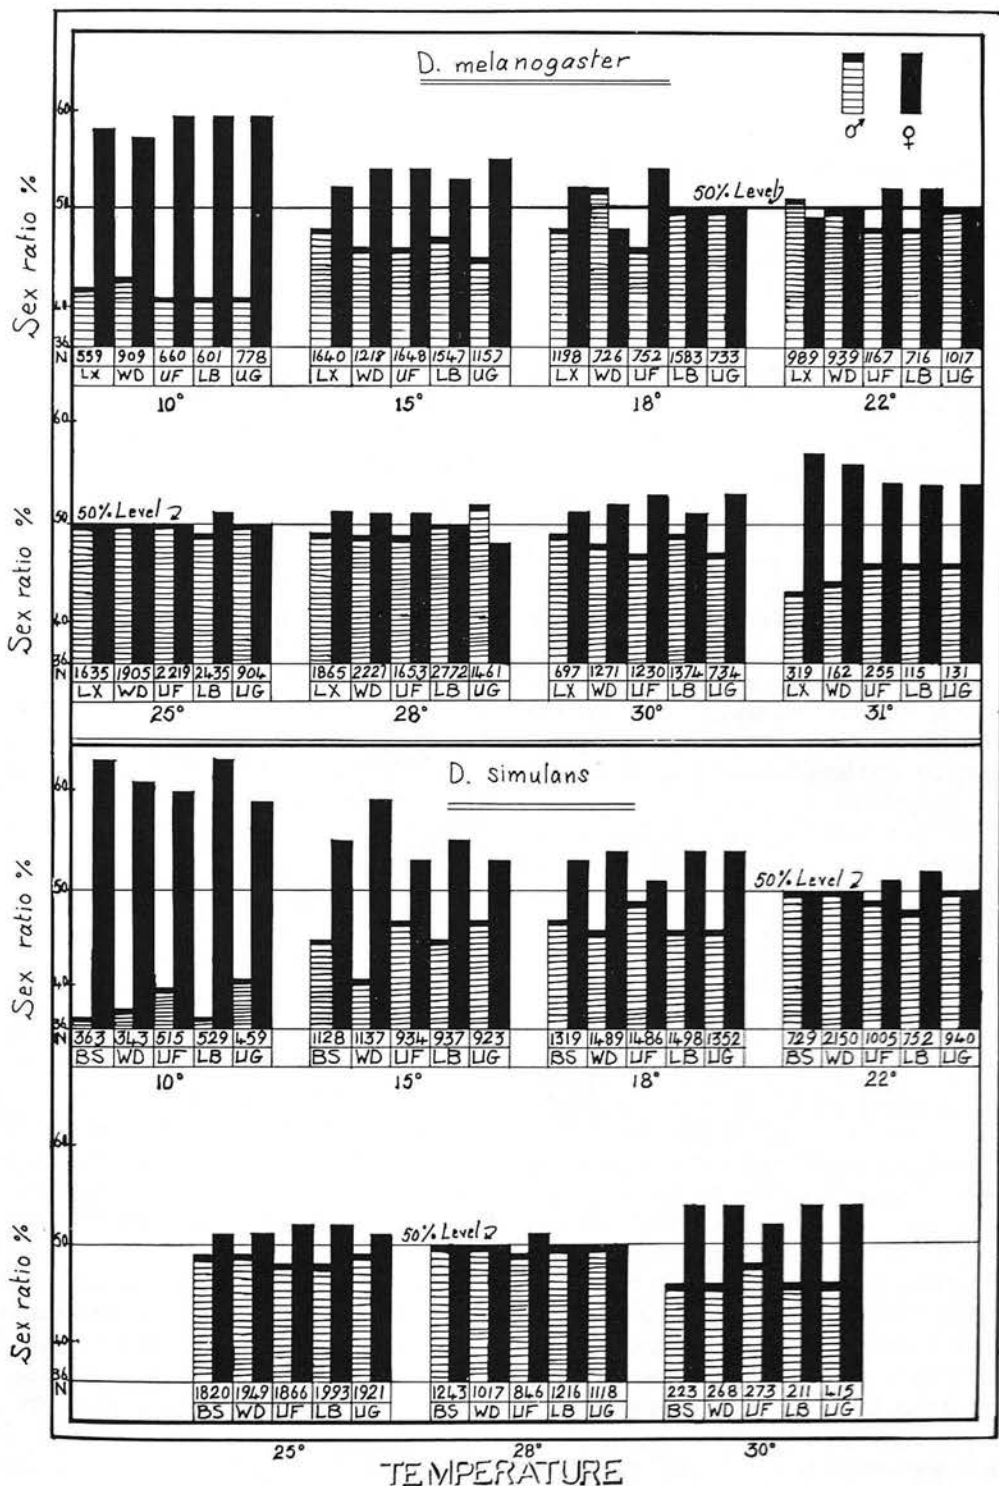 D. melanogaster
♂ ♀
Sex ratio %
60
50
40
36
50% Level
N 559 909 660 601 778 1640 1218 1648 1547 1157 1198 726 752 1583 733 989 939 1167 716 1017
LX WD UF LB UG LX WD UF LB UG LX WD UF LB UG LX WD UF LB UG
10° 15° 18° 22°
Sex ratio %
60
50
40
36
50% Level
N 1635 1905 2219 2435 904 1865 2227 1653 2772 1461 697 1271 1230 1374 734 319 162 255 115 131
LX WD UF LB UG LX WD UF LB UG LX WD UF LB UG LX WD UF LB UG
25° 28° 30° 31°
D. simulans
Sex ratio %
60
50
40
36
50% Level
N 363 343 515 529 459 1128 1137 934 937 923 1319 1489 1486 1498 1352 729 2150 1005 752 940
BS WD UF LB UG BS WD UF LB UG BS WD UF LB UG BS WD UF LB UG
10° 15° 18° 22°
Sex ratio %
60
50
40
36
50% Level
N 1820 1949 1866 1993 1921 1243 1017 846 1216 1118 223 268 273 211 415
BS WD UF LB UG BS WD UF LB UG BS WD UF LB UG
25° 28° 30°
TEMPERATURE